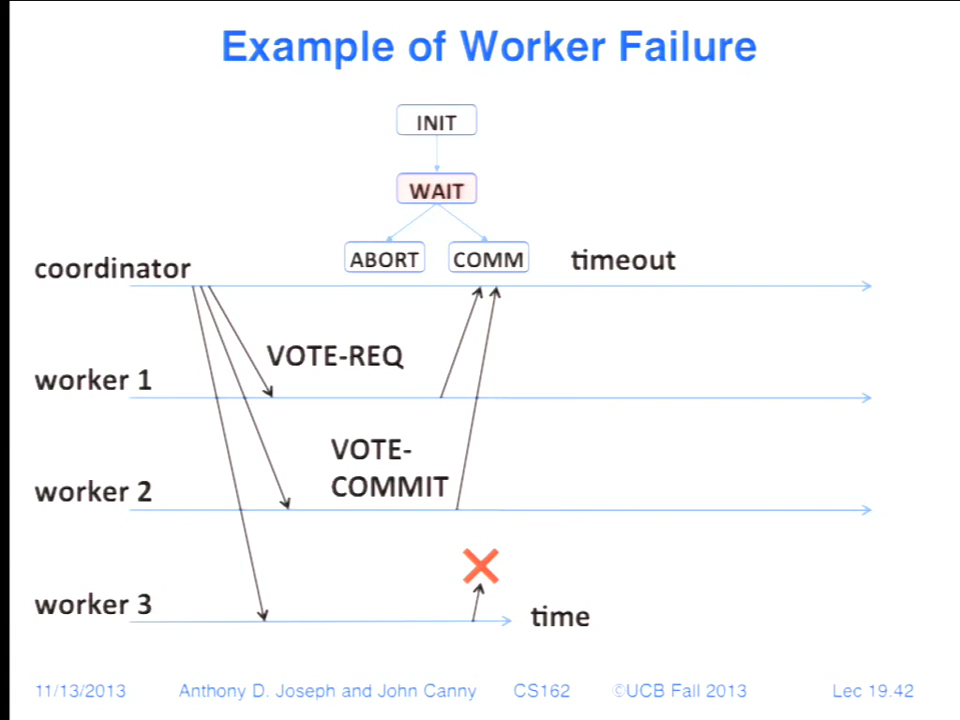 Example of Worker Failure
INIT
WAIT
ABORT
COMM
timeout
coordinator
VOTE-REQ
worker 1
VOTE-
COMMIT
worker 2
worker 3
time
11/13/2013 Anthony D. Joseph and John Canny CS162 ©UCB Fall 2013 Lec 19.42